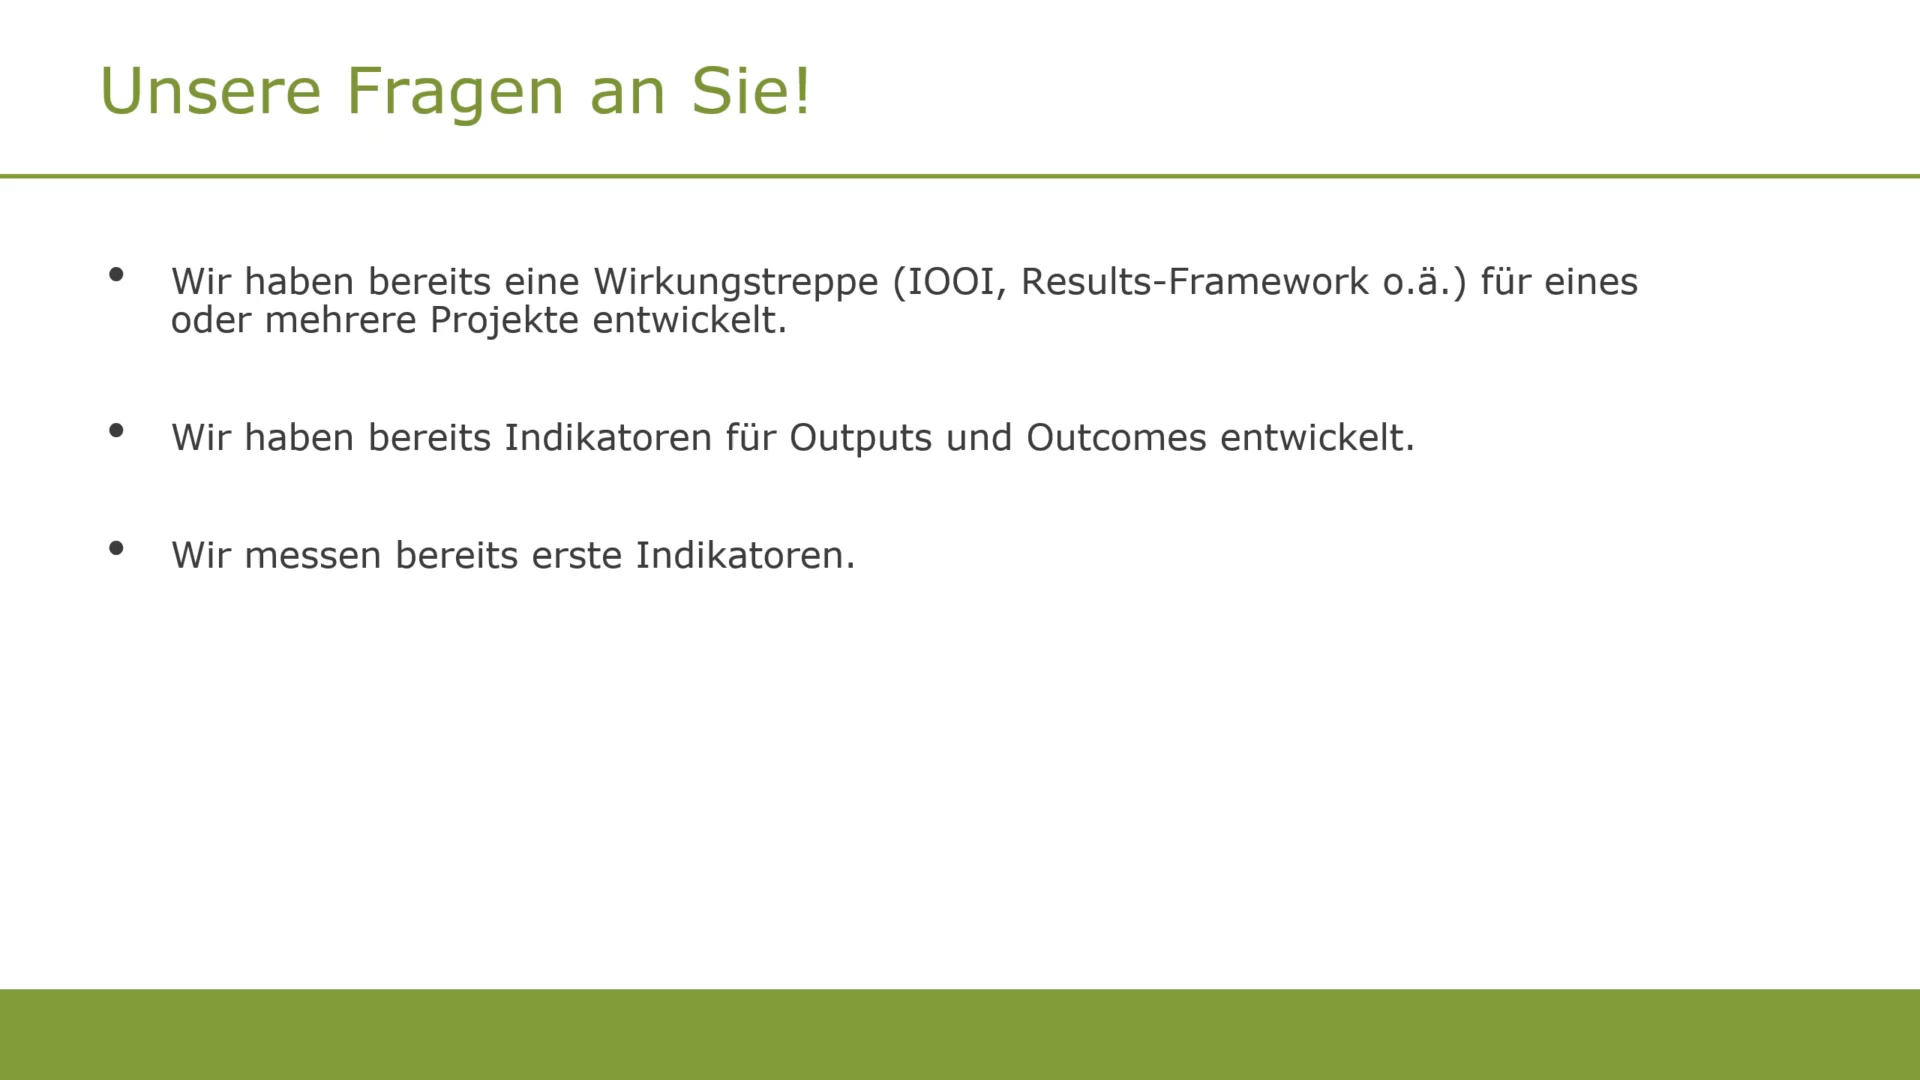 Unsere Fragen an Sie!
• Wir haben bereits eine Wirkungstreppe (IOOI, Results-Framework o.ä.) für eines
oder mehrere Projekte entwickelt.
• Wir haben bereits Indikatoren für Outputs und Outcomes entwickelt.
• Wir messen bereits erste Indikatoren.